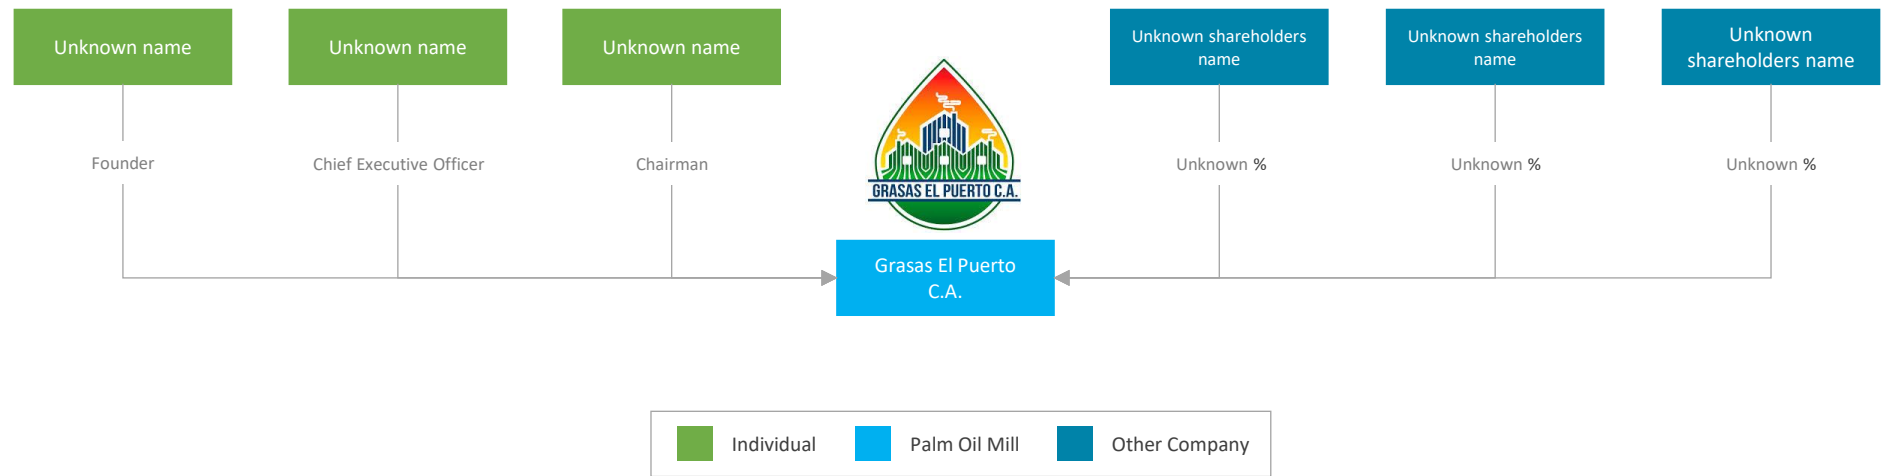 Unknown name
Unknown name
Unknown name
Unknown shareholders
name
Unknown shareholders
name
Unknown
shareholders name
Founder
Chief Executive Officer
Chairman
Unknown %
Unknown %
Unknown %
GRASAS EL PUERTO C.A.
Grasas El Puerto
C.A.
Individual
Palm Oil Mill
Other Company